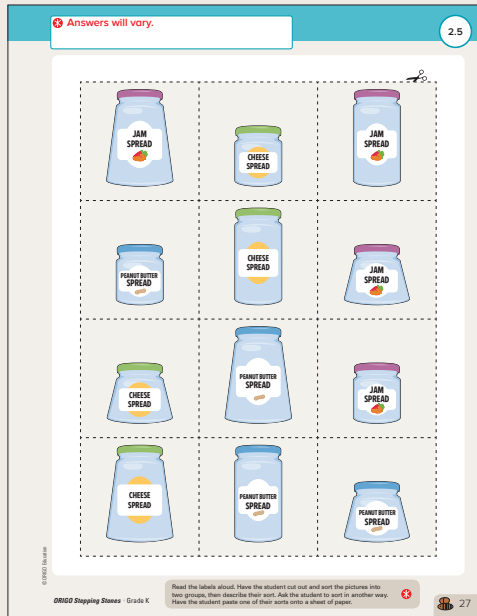 Answers will vary.
2.5
JAM
SPREAD
CHEESE
SPREAD
JAM
SPREAD
PEANUT BUTTER
SPREAD
CHEESE
SPREAD
JAM
SPREAD
CHEESE
SPREAD
PEANUT BUTTER
SPREAD
JAM
SPREAD
CHEESE
SPREAD
PEANUT BUTTER
SPREAD
PEANUT BUTTER
SPREAD
© ORIGO Education
ORIGO Stepping Stones · Grade K
Read the labels aloud. Have the student cut out and sort the pictures into
two groups, then describe their sort. Ask the student to sort in another way.
Have the student paste one of their sorts onto a sheet of paper.
27